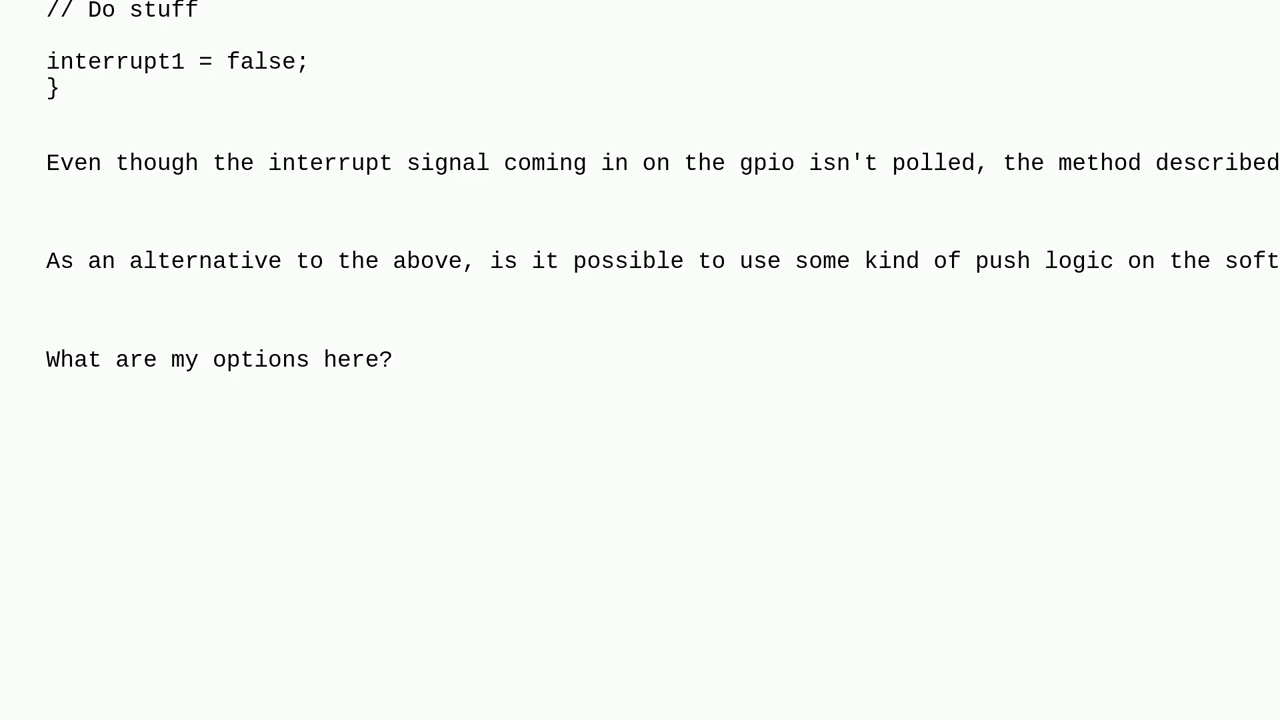 // Do stuff
interrupt1 = false;
}
Even though the interrupt signal coming in on the gpio isn't polled, the method described
As an alternative to the above, is it possible to use some kind of push logic on the soft
What are my options here?